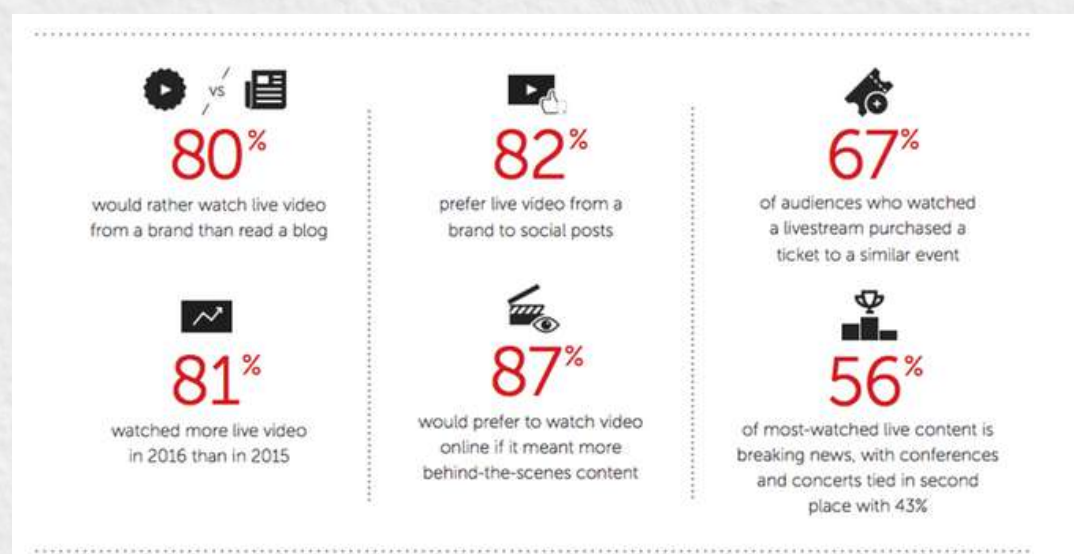 vs
80%
would rather watch live video
from a brand than read a blog
82%
prefer live video from a
brand to social posts
67%
of audiences who watched
a livestream purchased a
ticket to a similar event
81%
watched more live video
in 2016 than in 2015
87%
would prefer to watch video
online if it meant more
behind-the-scenes content
56%
of most-watched live content is
breaking news, with conferences
and concerts tied in second
place with 43%